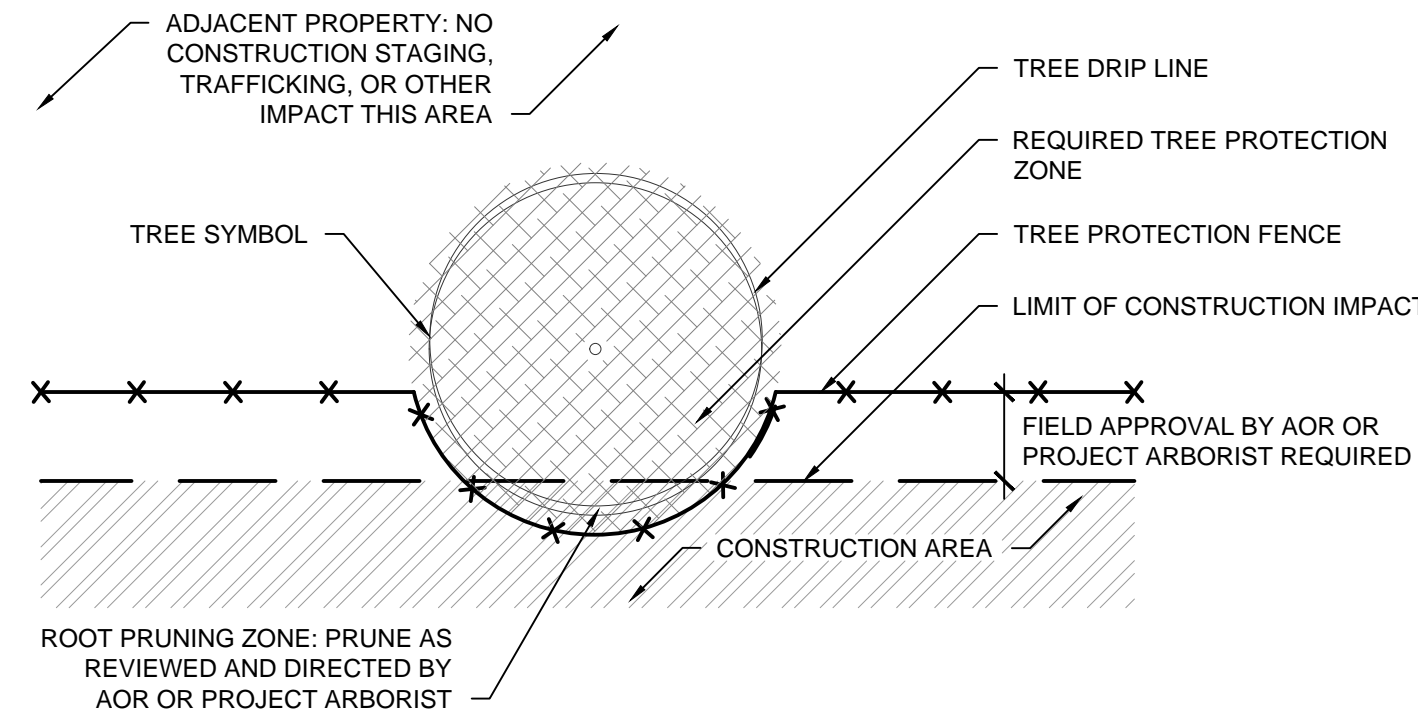 ADJACENT PROPERTY: NO
CONSTRUCTION STAGING,
TRAFFICKING, OR OTHER
IMPACT THIS AREA
TREE DRIP LINE
REQUIRED TREE PROTECTION
ZONE
TREE SYMBOL
TREE PROTECTION FENCE
LIMIT OF CONSTRUCTION IMPACT
FIELD APPROVAL BY AOR OR
PROJECT ARBORIST REQUIRED
CONSTRUCTION AREA
ROOT PRUNING ZONE: PRUNE AS
REVIEWED AND DIRECTED BY
AOR OR PROJECT ARBORIST